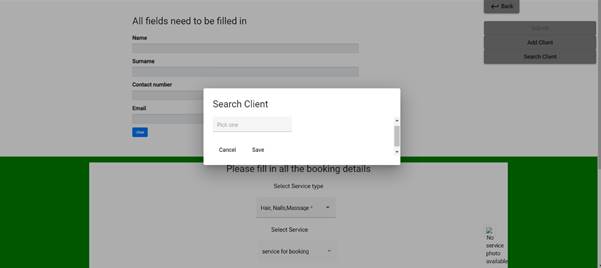 Back
All fields need to be filled in
Submit
Name
Add Client
Surname
Search Client
Contact number
Email
clear
Search Client
Pick one
Cancel
Save
Please fill in all the booking details
Select Service type
Hair, Nails,Massage *
Select Service
service for booking
No
service
photo
available